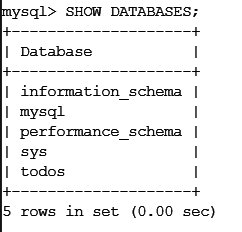 mysql> SHOW DATABASES;
+--------------------+
| Database           |
+--------------------+
| information_schema |
| mysql              |
| performance_schema |
| sys                |
| todos              |
+--------------------+
5 rows in set (0.00 sec)